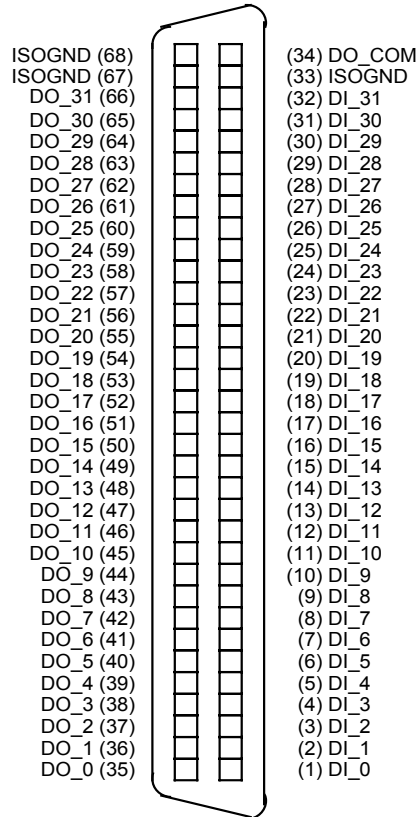 ISOGND (68) (34) DO_COM
ISOGND (67) (33) ISOGND
DO_31 (66) (32) DI_31
DO_30 (65) (31) DI_30
DO_29 (64) (30) DI_29
DO_28 (63) (29) DI_28
DO_27 (62) (28) DI_27
DO_26 (61) (27) DI_26
DO_25 (60) (26) DI_25
DO_24 (59) (25) DI_24
DO_23 (58) (24) DI_23
DO_22 (57) (23) DI_22
DO_21 (56) (22) DI_21
DO_20 (55) (21) DI_20
DO_19 (54) (20) DI_19
DO_18 (53) (19) DI_18
DO_17 (52) (18) DI_17
DO_16 (51) (17) DI_16
DO_15 (50) (16) DI_15
DO_14 (49) (15) DI_14
DO_13 (48) (14) DI_13
DO_12 (47) (13) DI_12
DO_11 (46) (12) DI_11
DO_10 (45) (11) DI_10
DO_9 (44) (10) DI_9
DO_8 (43) (9) DI_8
DO_7 (42) (8) DI_7
DO_6 (41) (7) DI_6
DO_5 (40) (6) DI_5
DO_4 (39) (5) DI_4
DO_3 (38) (4) DI_3
DO_2 (37) (3) DI_2
DO_1 (36) (2) DI_1
DO_0 (35) (1) DI_0